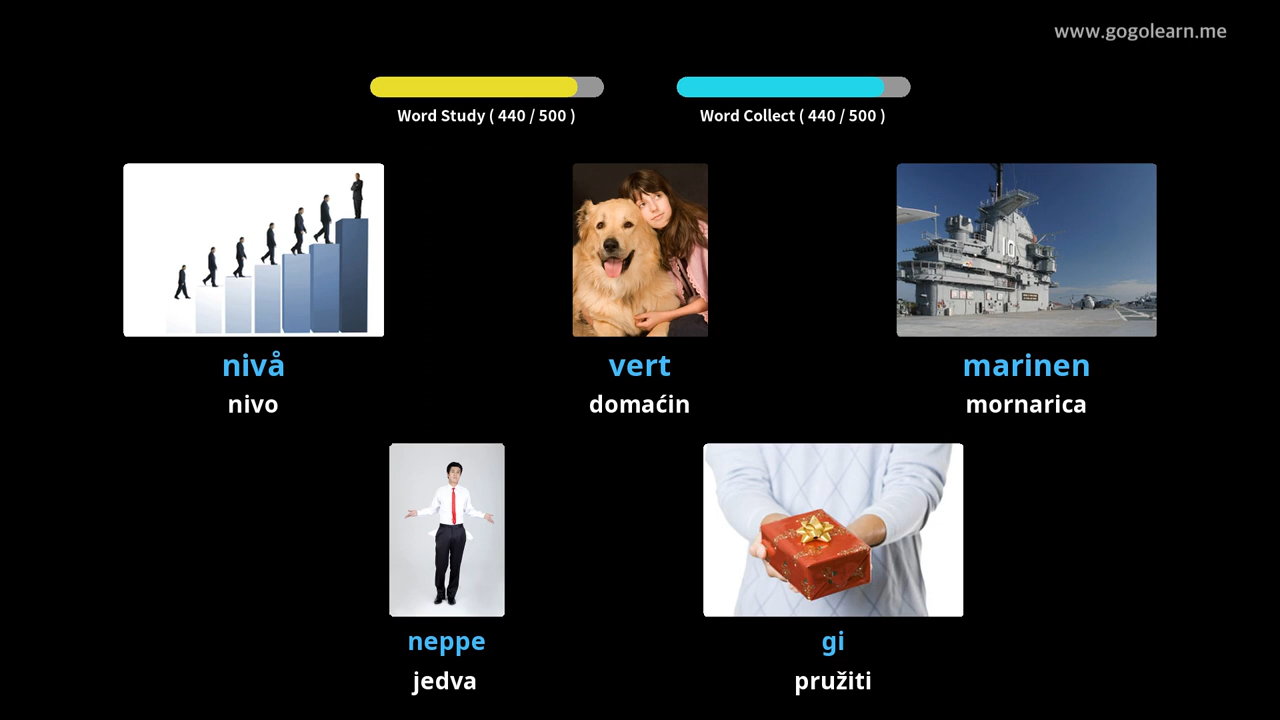 www.gogolearn.me
Word Study ( 440 / 500 )
Word Collect ( 440 / 500 )
10
nivå
vert
marinen
nivo
domaćin
mornarica
neppe
gi
jedva
pružiti